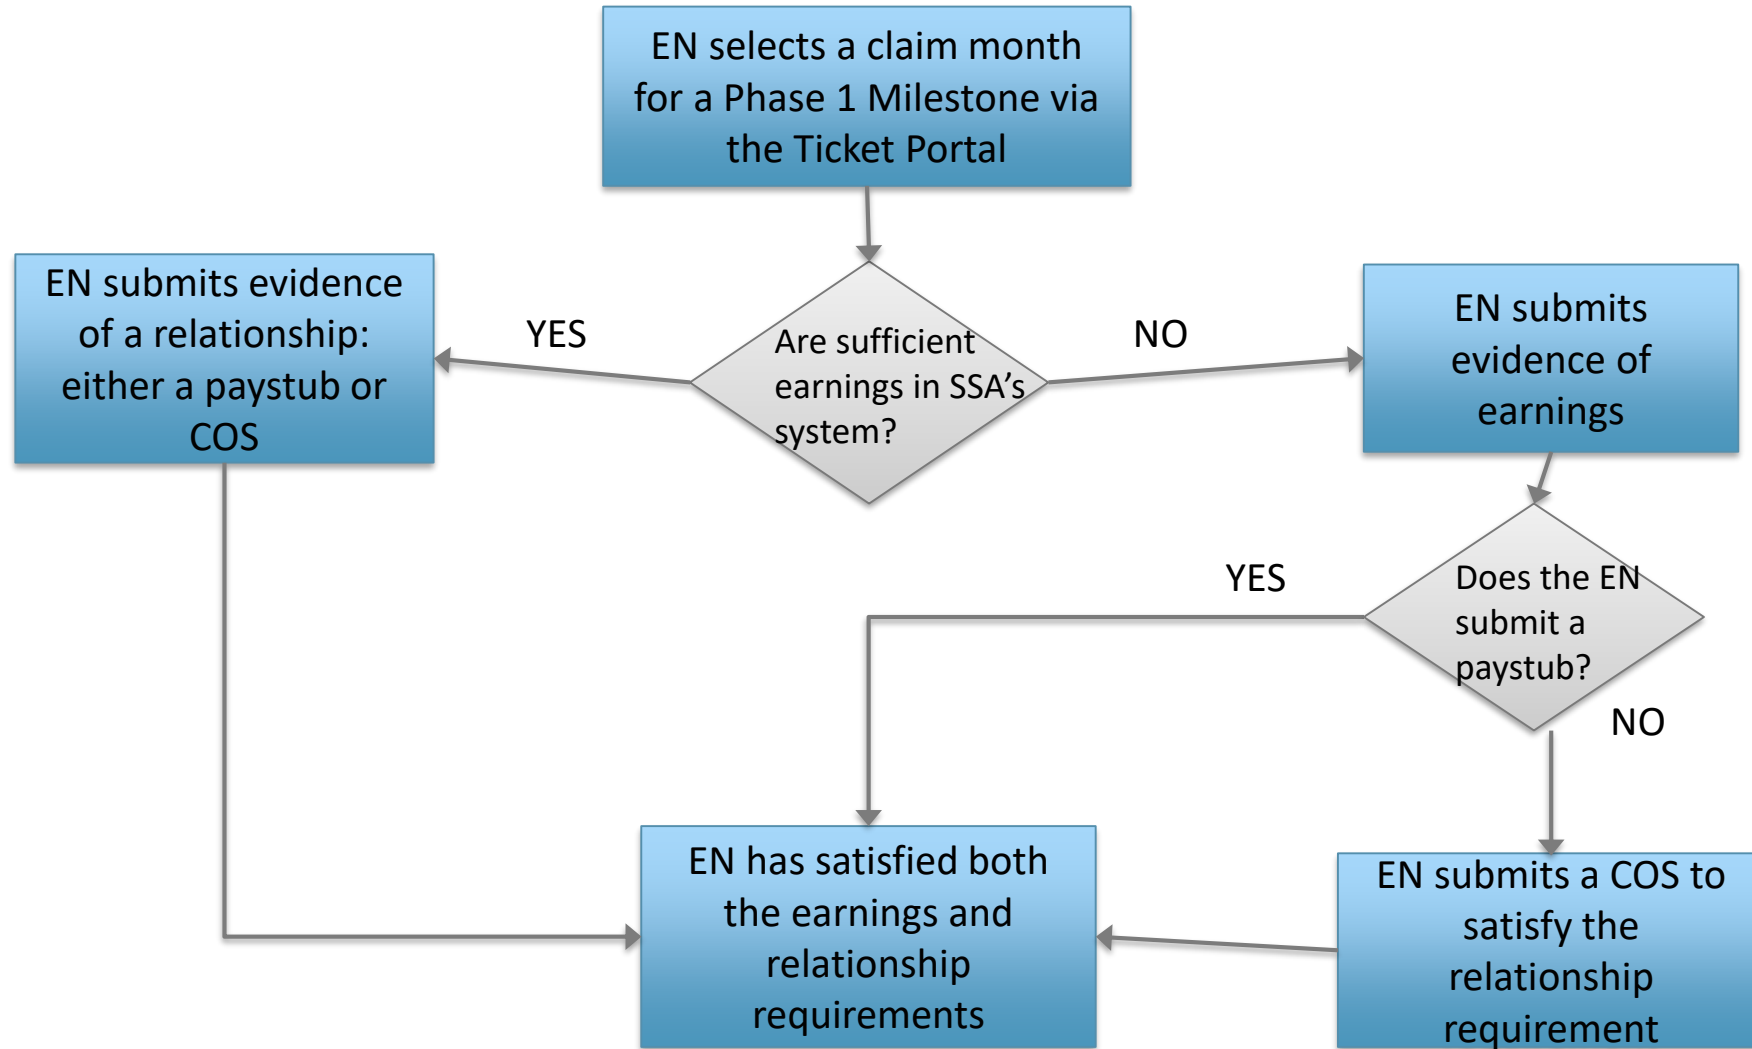 EN selects a claim month
for a Phase 1 Milestone via
the Ticket Portal
EN submits evidence
of a relationship:
either a paystub or
COS
YES
Are sufficient
earnings in SSA’s
system?
NO
EN submits
evidence of
earnings
YES
Does the EN
submit a
paystub?
NO
EN has satisfied both
the earnings and
relationship
requirements
EN submits a COS to
satisfy the
relationship
requirement